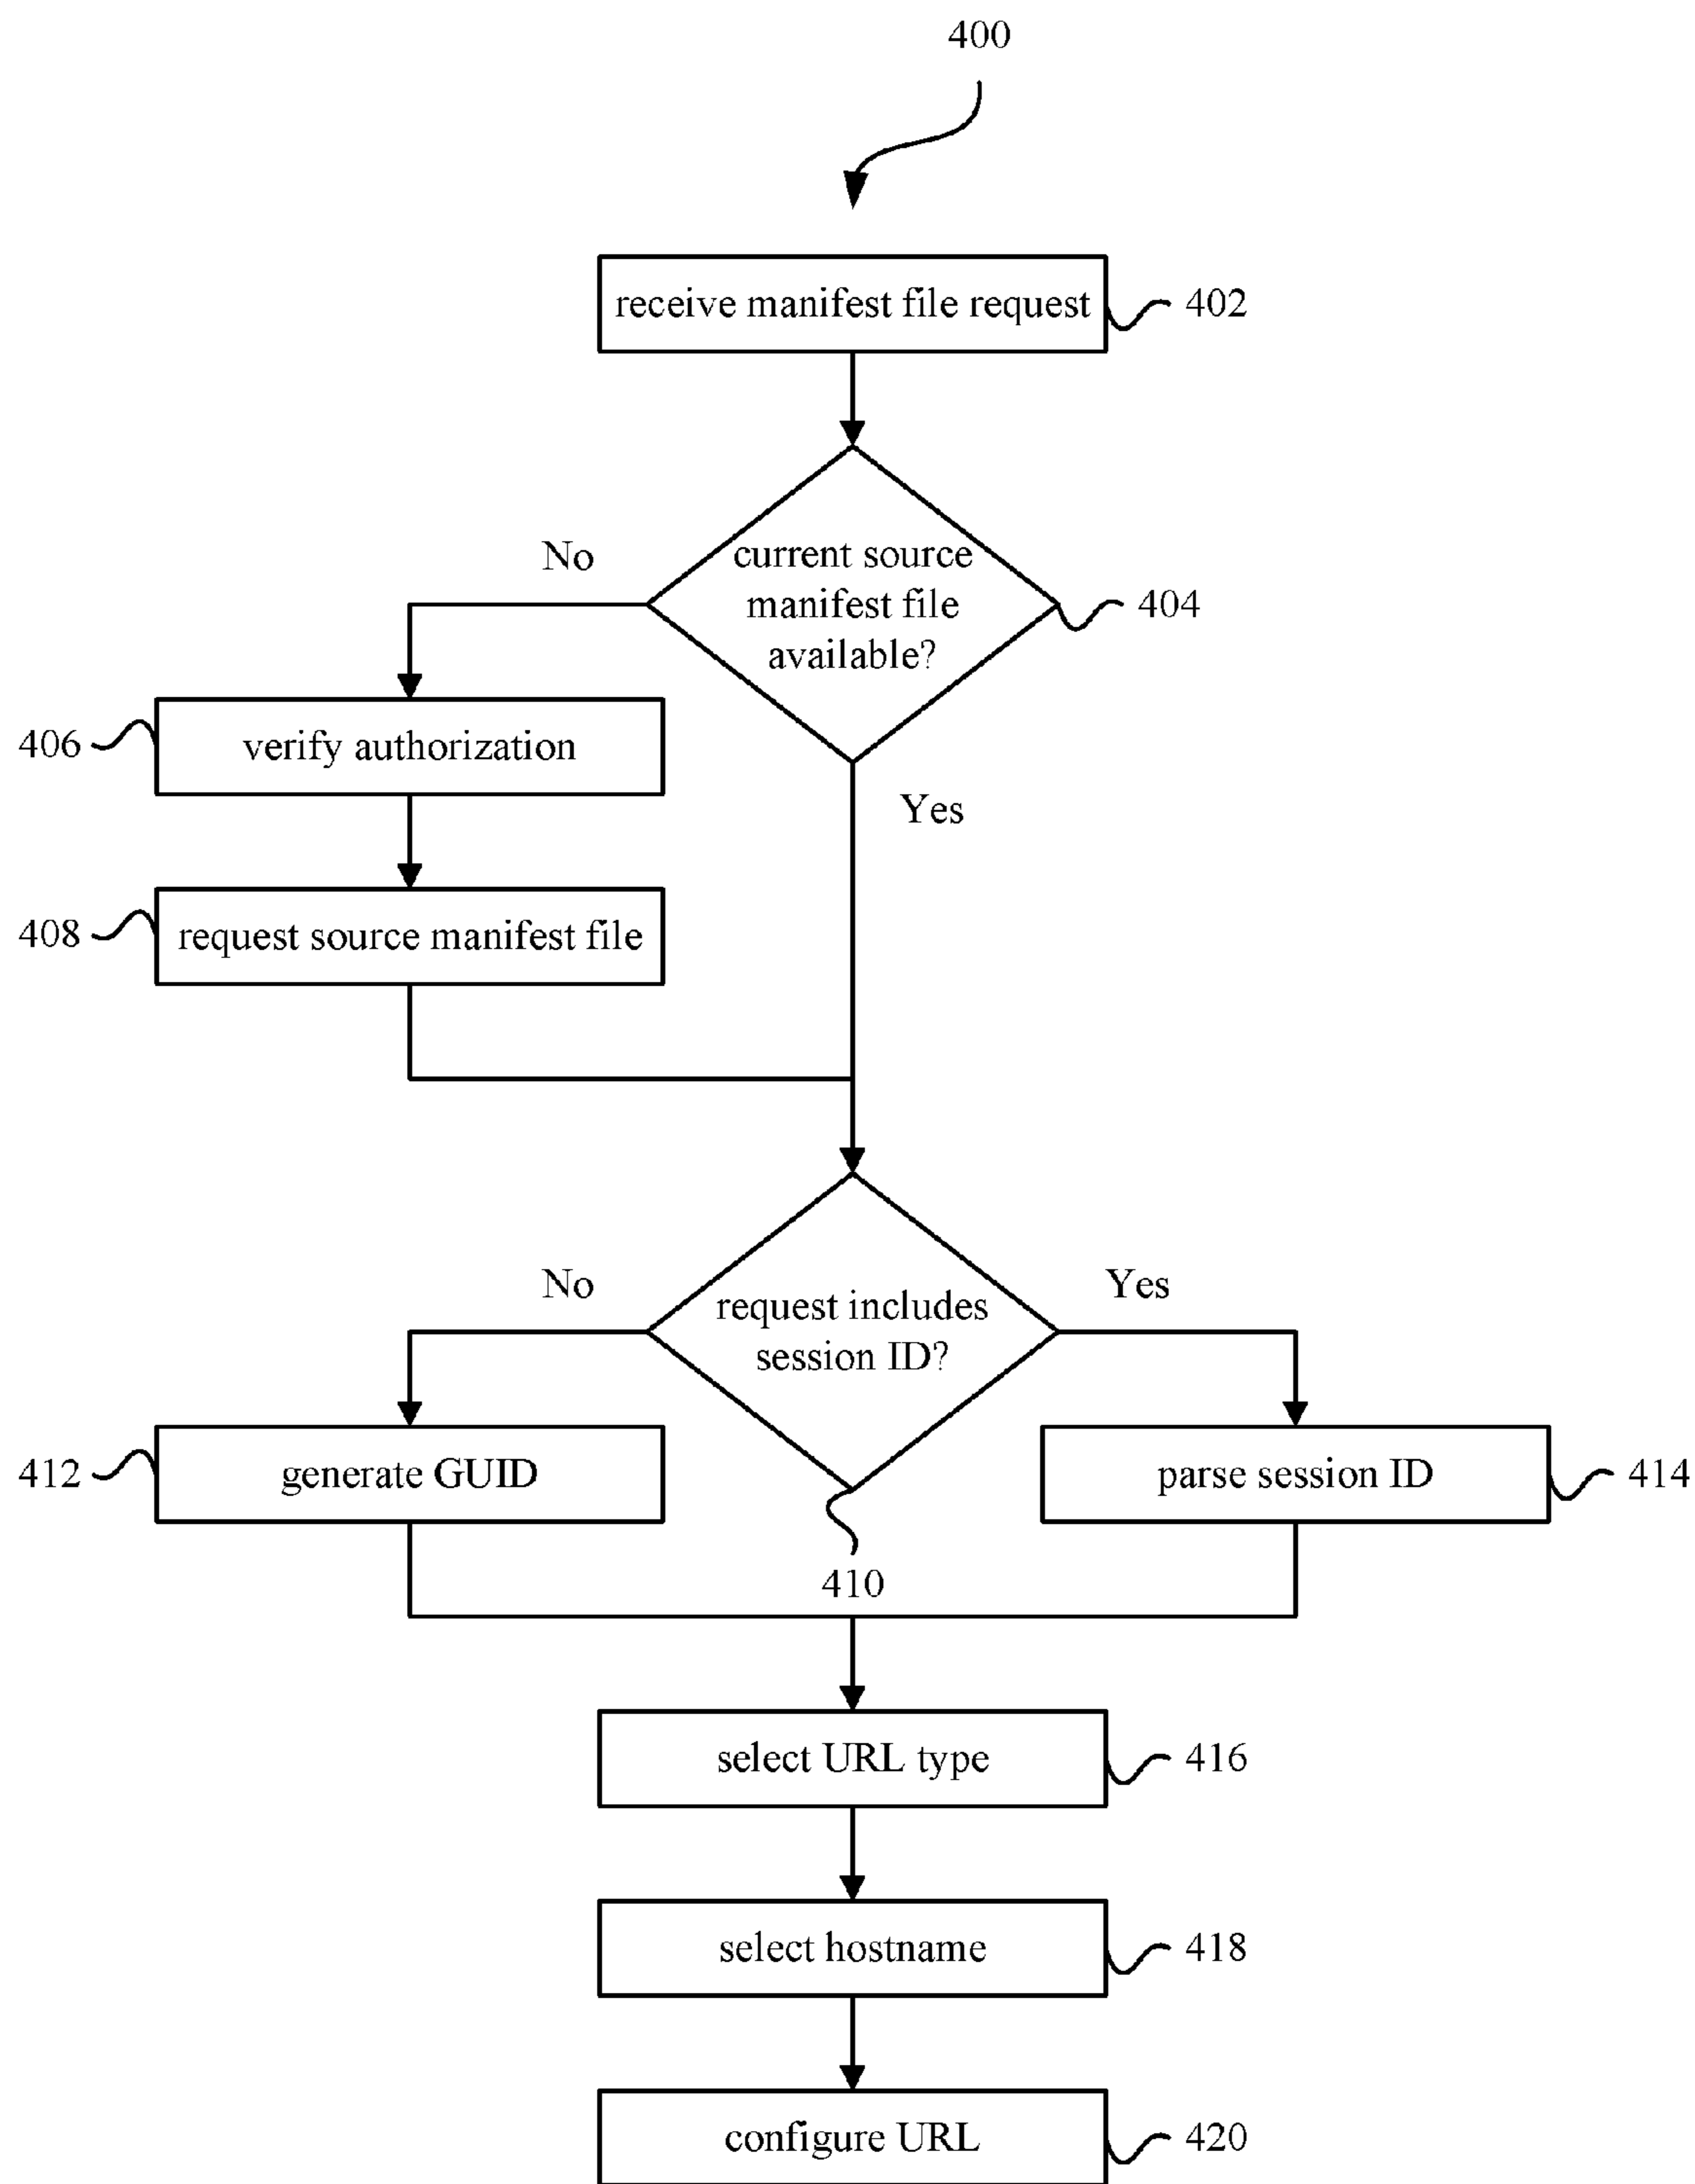 400
receive manifest file request
402
No
current source
manifest file
available?
404
406
verify authorization
Yes
408
request source manifest file
No
request includes
session ID?
Yes
412
generate GUID
parse session ID
414
410
select URL type
416
select hostname
418
configure URL
420